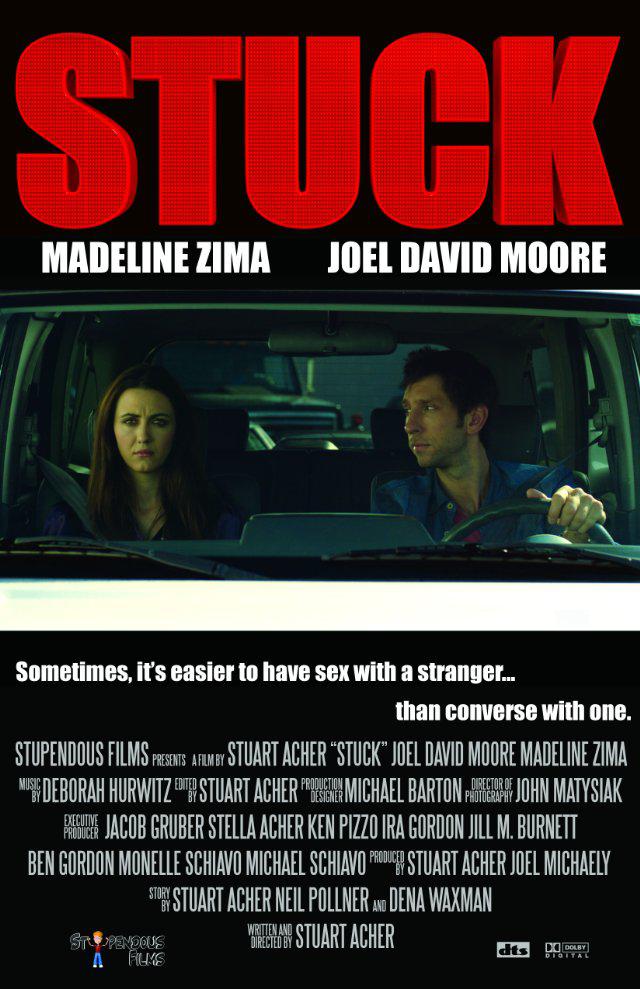 STUCK
MADELINE ZIMA JOEL DAVID MOORE
Sometimes, it's easier to have sex with a stranger...
than converse with one.
STUPENDOUS FILMS PRESENTS A FILM BY STUART ACHER "STUCK" JOEL DAVID MOORE MADELINE ZIMA
MUSIC BY DEBORAH HURWITZ EDITED BY STUART ACHER PRODUCTION DESIGNER MICHAEL BARTON DIRECTOR OF PHOTOGRAPHY JOHN MATYSIAK
EXECUTIVE PRODUCER JACOB GRUBER STELLA ACHER KEN PIZZO IRA GORDON JILL M. BURNETT
BEN GORDON MONELLE SCHIAVO MICHAEL SCHIAVO PRODUCED BY STUART ACHER JOEL MICHAELY
STORY BY STUART ACHER NEIL POLLNER AND DENA WAXMAN
WRITTEN AND DIRECTED BY STUART ACHER
STUPENDOUS FILMS
dts DOLBY DIGITAL